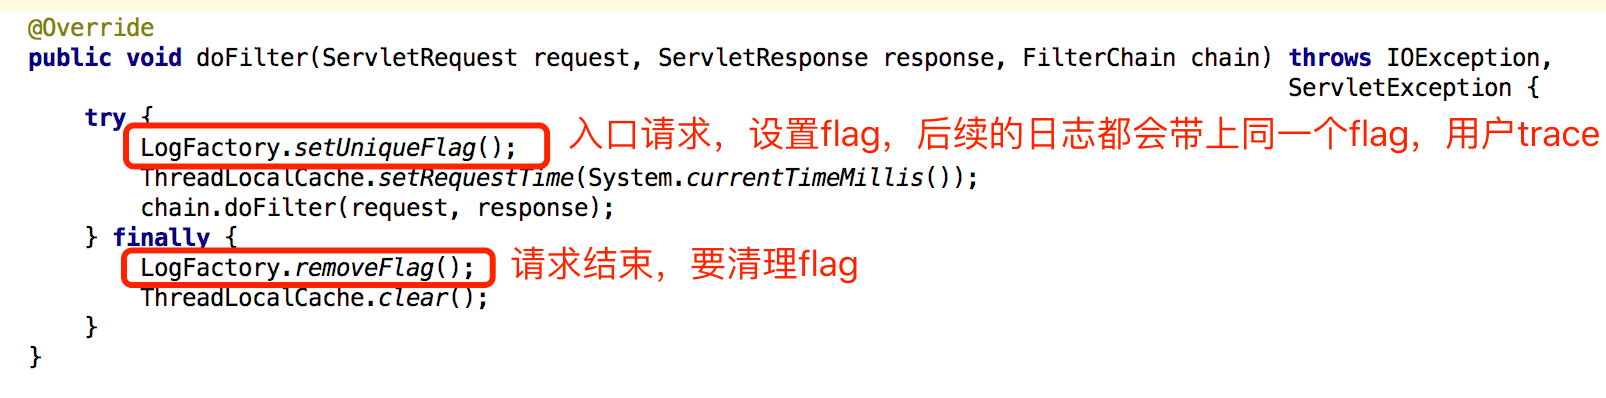 @Override
public void doFilter(ServletRequest request, ServletResponse response, FilterChain chain) throws IOException,
ServletException {
try {
LogFactory.setUniqueFlag(); 入口请求，设置flag，后续的日志都会带上同一个flag，用户trace
ThreadLocalCache.setRequestTime(System.currentTimeMillis());
chain.doFilter(request, response);
} finally {
LogFactory.removeFlag(); 请求结束，要清理flag
ThreadLocalCache.clear();
}
}